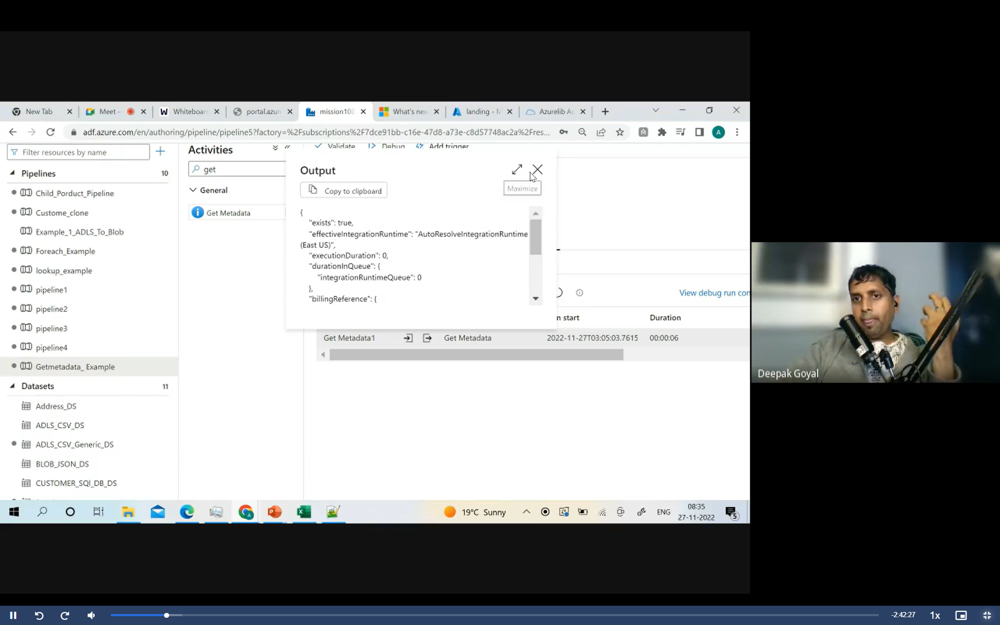 New Tab
Meet –
Whiteboar
portal.azur
mission100
What's new
landing - M
Azurelib Ac
adf.azure.com/en/authoring/pipeline/pipeline5?factory=%2Fsubscriptions%2F7dce91bb-c16e-47d8-a73e-c8d57748ac2a%2Fres...
A
Filter resources by name
Pipelines 10
Child_Porduct_Pipeline
Custome_clone
Example_1_ADLS_To_Blob
Foreach_Example
lookup_example
pipeline1
pipeline2
pipeline3
pipeline4
Getmetadata_ Example
Datasets 11
Address_DS
ADLS_CSV_DS
ADLS_CSV_Generic_DS
BLOB_JSON_DS
CUSTOMER_SQl_DB_DS
Activities
get
General
Get Metadata
Validate Debug Add trigger
Output
Copy to clipboard
Maximize
{
"exists": true,
"effectiveIntegrationRuntime": "AutoResolveIntegrationRuntime
(East US)",
"executionDuration": 0,
"durationInQueue": {
"integrationRuntimeQueue": 0
},
"billingReference": {
View debug run con
n start Duration
Get Metadata1 Get Metadata 2022-11-27T03:05:03.7615 00:00:06
Deepak Goyal
19°C Sunny
ENG
08:35
27-11-2022
5
-2:42:27
1x